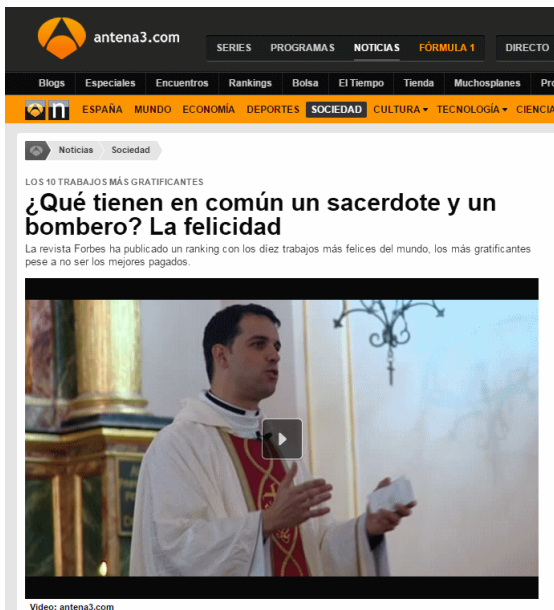 antena3.com
SERIES PROGRAMAS NOTICIAS FÓRMULA 1 DIRECTO
Blogs Especiales Encuentros Rankings Bolsa El Tiempo Tienda Muchosplanes Pro
n ESPAÑA MUNDO ECONOMÍA DEPORTES SOCIEDAD CULTURA TECNOLOGÍA CIENCIA
Noticias Sociedad
LOS 10 TRABAJOS MÁS GRATIFICANTES
¿Qué tienen en común un sacerdote y un
bombero? La felicidad
La revista Forbes ha publicado un ranking con los diez trabajos más felices del mundo, los más gratificantes
pese a no ser los mejores pagados.
Vídeo: antena3.com